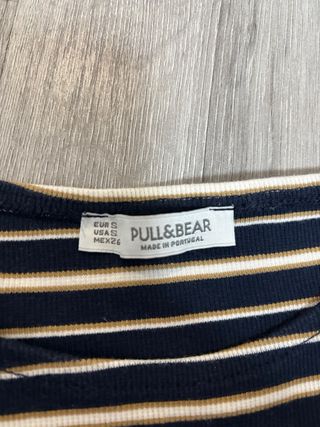 EUR S
USA S
MEX 26
PULL&BEAR
MADE IN PORTUGAL